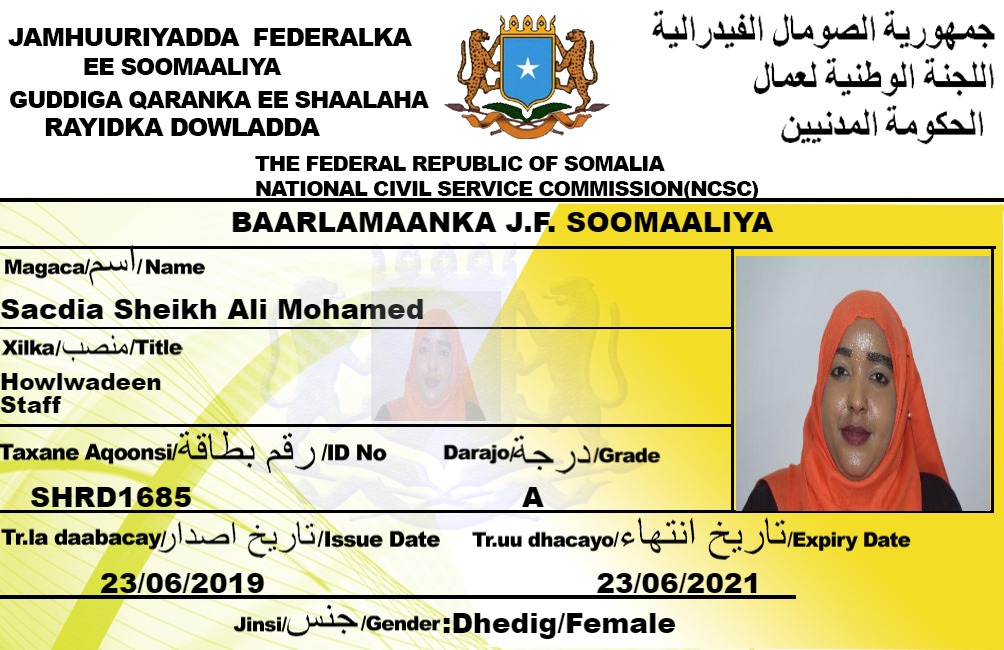 JAMHUURIYADDA FEDERALKA
EE SOOMAALIYA
GUDDIGA QARANKA EE SHAALAHA
RAYIDKA DOWLADDA
جمهورية الصومال الفيدرالية
اللجنة الوطنية لعمال
الحكومة المدنيين
THE FEDERAL REPUBLIC OF SOMALIA
NATIONAL CIVIL SERVICE COMMISSION(NCSC)
BAARLAMAANKA J.F. SOOMAALIYA
Magaca/اسم/Name
Sacdia Sheikh Ali Mohamed
Xilka/منصب/Title
Howlwadeen
Staff
Taxane Aqoonsi/رقم بطاقة/ID No
SHRD1685
Darajo/درجة/Grade
A
Tr.la daabacay/تاريخ اصدار/Issue Date
23/06/2019
Tr.uu dhacayo/تاريخ انتهاء/Expiry Date
23/06/2021
Jinsi/جنس/Gender:Dhedig/Female